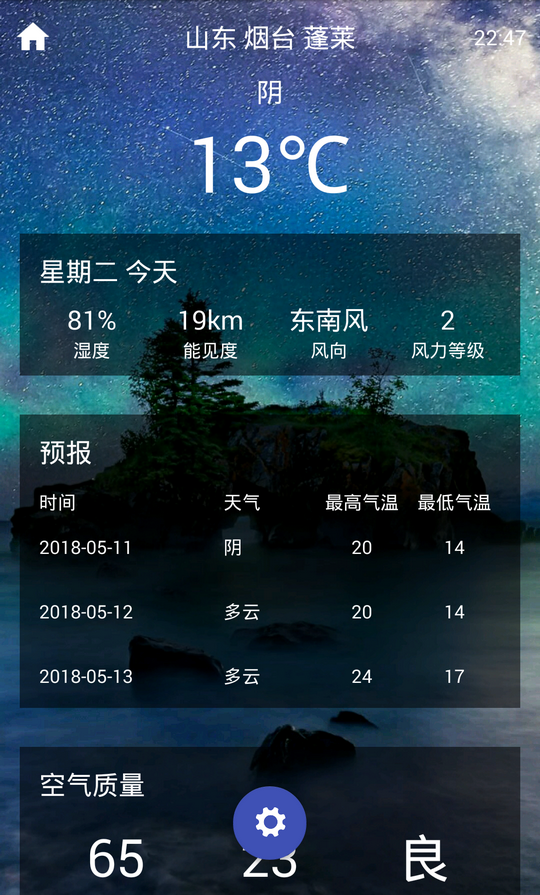 山东 烟台 蓬莱 22:47
阴
13℃
星期二 今天
81% 19km 东南风 2
湿度 能见度 风向 风力等级
预报
时间 天气 最高气温 最低气温
2018-05-11 阴 20 14
2018-05-12 多云 20 14
2018-05-13 多云 24 17
空气质量
65 23 良